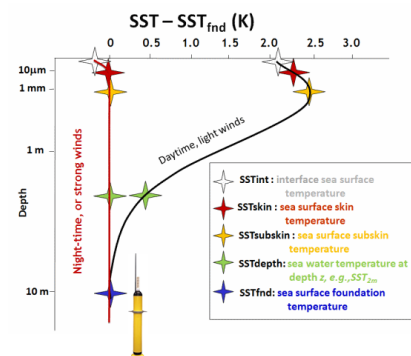 SST – SSTfnd (K)
0 0.5 1.0 1.5 2.0 2.5 3.0
10μm
1 mm
1 m
10 m
Depth
Night-time, or strong winds
Daytime, light winds
SSTint : interface sea surface
temperature
SSTskin : sea surface skin
temperature
SSTsubskin : sea surface subskin
temperature
SSTdepth: sea water temperature at
depth z, e.g.,SST2m
SSTfnd: sea surface foundation
temperature